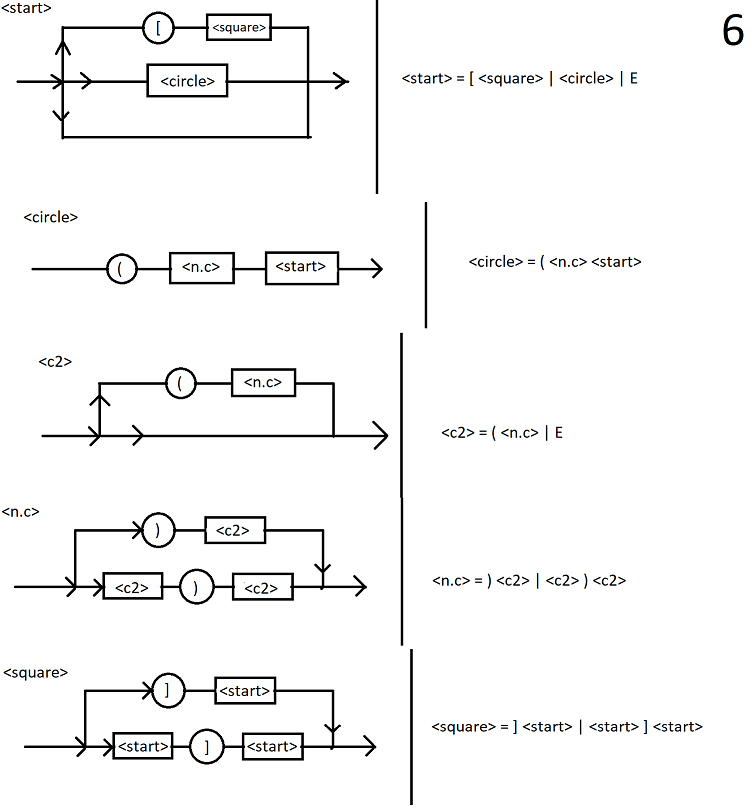 <start>
[ <square>
6
<circle>
<start> = [ <square> | <circle> | E
<circle>
( <n.c> <start>
<circle> = ( <n.c> <start>
<c2>
( <n.c>
<c2> = ( <n.c> | E
<n.c>
) <c2>
<c2> ) <c2>
<n.c> = ) <c2> | <c2> ) <c2>
<square>
] <start>
<start> ] <start>
<square> = ] <start> | <start> ] <start>